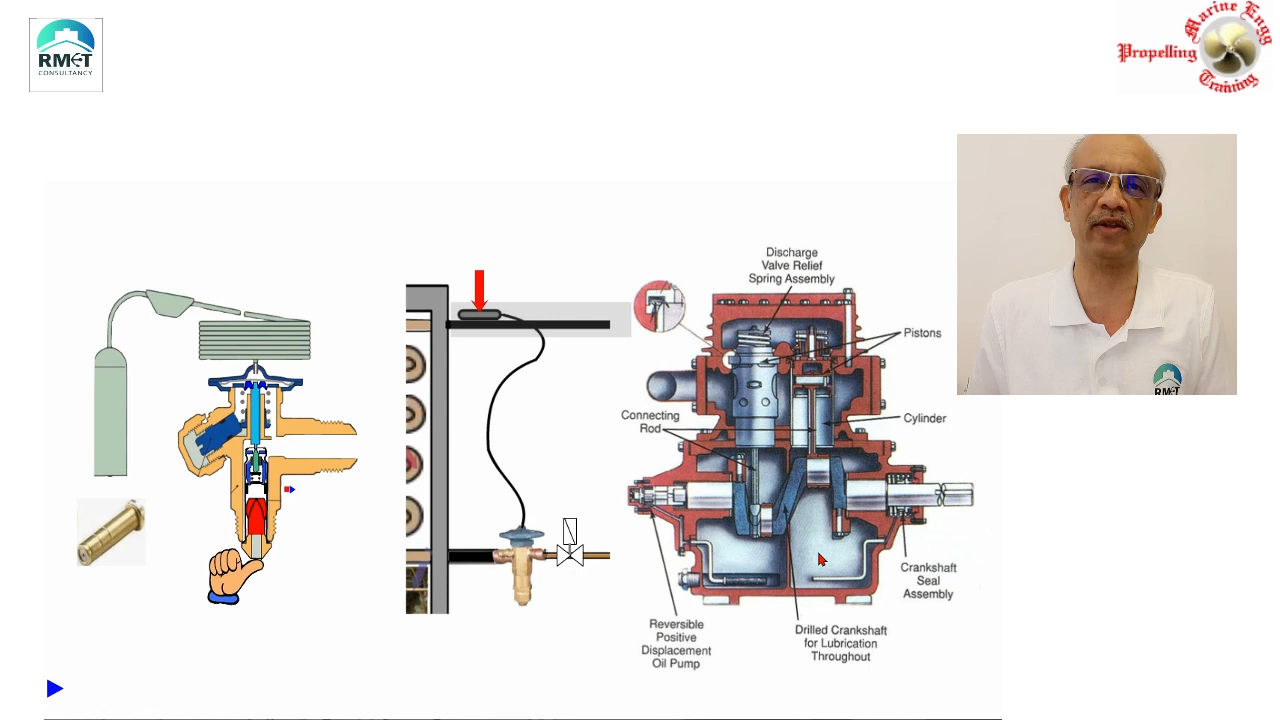 RMET
CONSULTANCY
Marine Engg
Propelling
Training
Discharge
Valve Relief
Spring Assembly
Pistons
Connecting
Rod
Cylinder
Crankshaft
Seal
Assembly
Reversible
Positive
Displacement
Oil Pump
Drilled Crankshaft
for Lubrication
Throughout
RMET